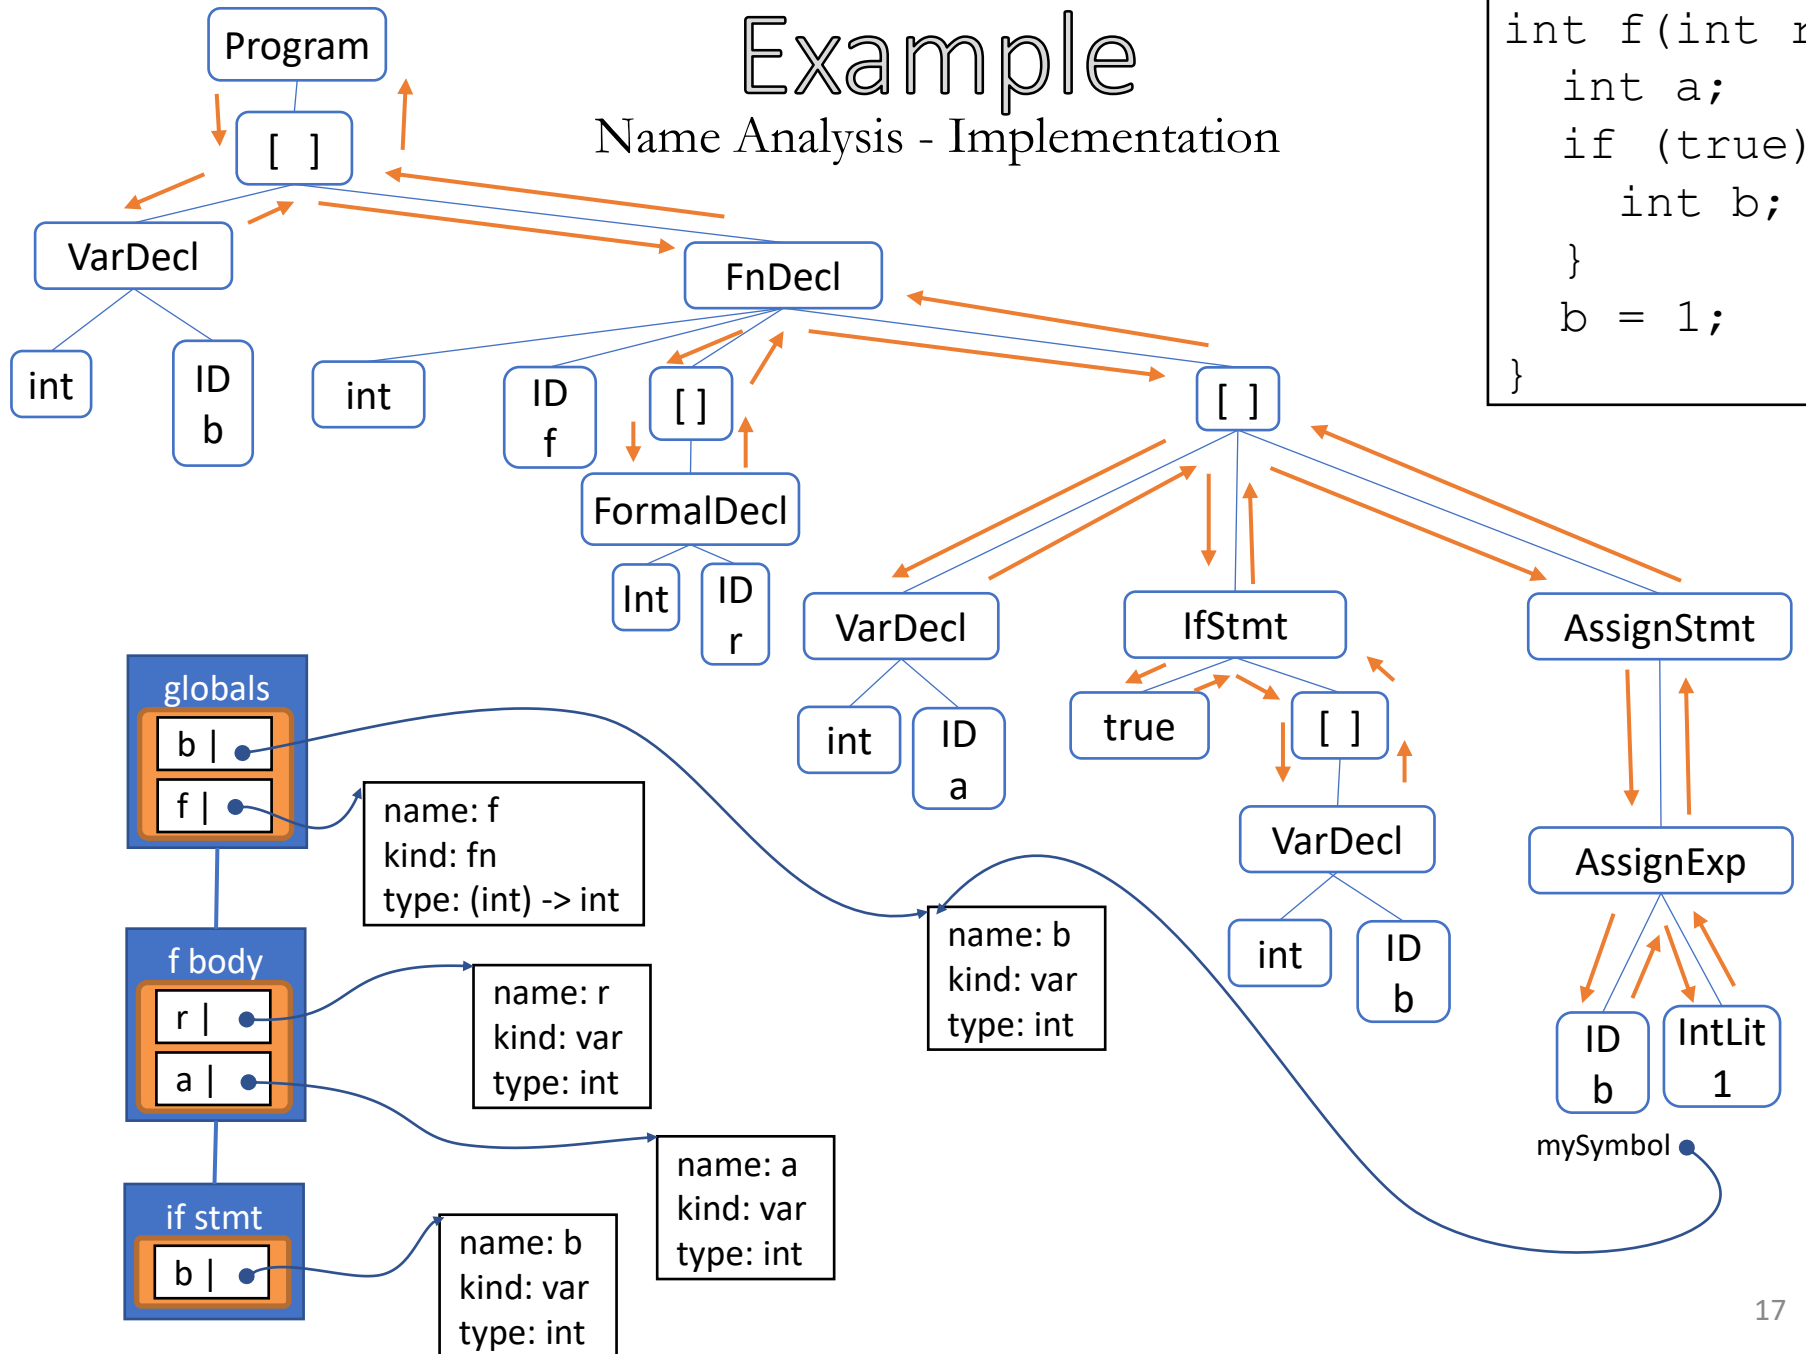 Example
Name Analysis - Implementation
int f(int
int a;
if (true)
int b;
}
b = 1;
}
Program
[ ]
VarDecl
FnDecl
int
ID
b
int
ID
f
[ ]
[ ]
FormalDecl
Int
ID
r
VarDecl
IfStmt
AssignStmt
int
ID
a
true
[ ]
VarDecl
AssignExp
int
ID
b
ID
b
IntLit
1
mySymbol
globals
b |
f |
name: f
kind: fn
type: (int) -> int
f body
r |
a |
name: r
kind: var
type: int
name: b
kind: var
type: int
name: a
kind: var
type: int
if stmt
b |
name: b
kind: var
type: int
17